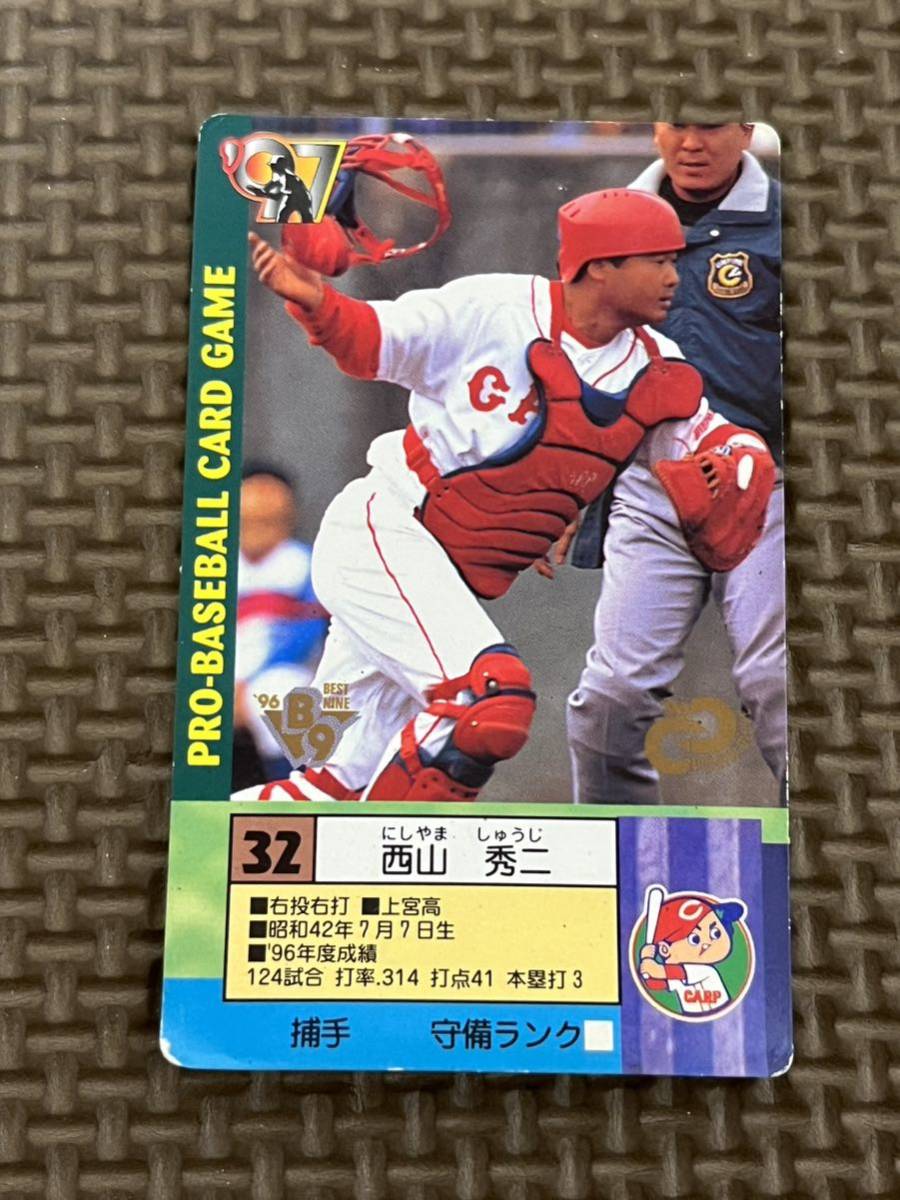 '97
PRO-BASEBALL CARD GAME
CA
'96 BEST NINE
B9
32
にしやま しゅうじ
西山 秀二
■右投右打 ■上宮高
■昭和42年7月7日生
■'96年度成績
124試合 打率.314 打点41 本塁打3
C
CARP
捕手 守備ランク